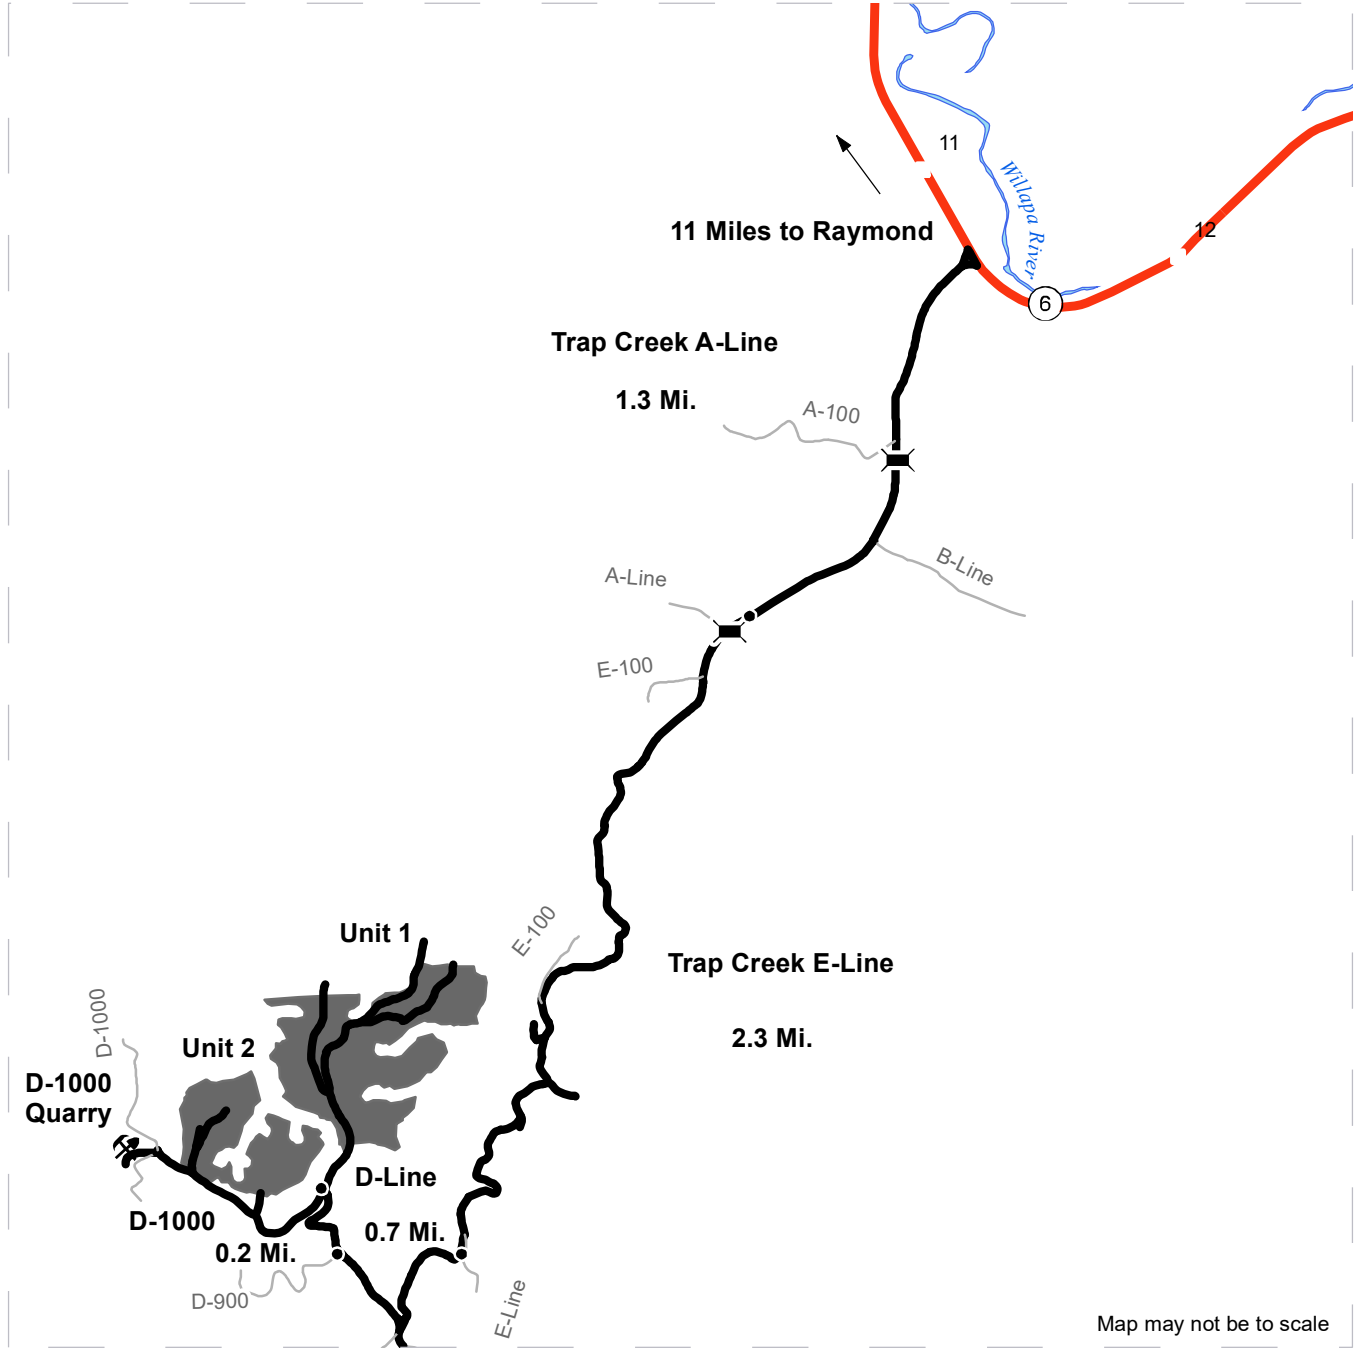 11
Willapa River
12
11 Miles to Raymond
6
Trap Creek A-Line
1.3 Mi.
A-100
B-Line
A-Line
E-100
E-100
Unit 1
Trap Creek E-Line
2.3 Mi.
D-1000
Unit 2
D-1000
Quarry
D-Line
D-1000
0.7 Mi.
0.2 Mi.
D-900
E-Line
Map may not be to scale